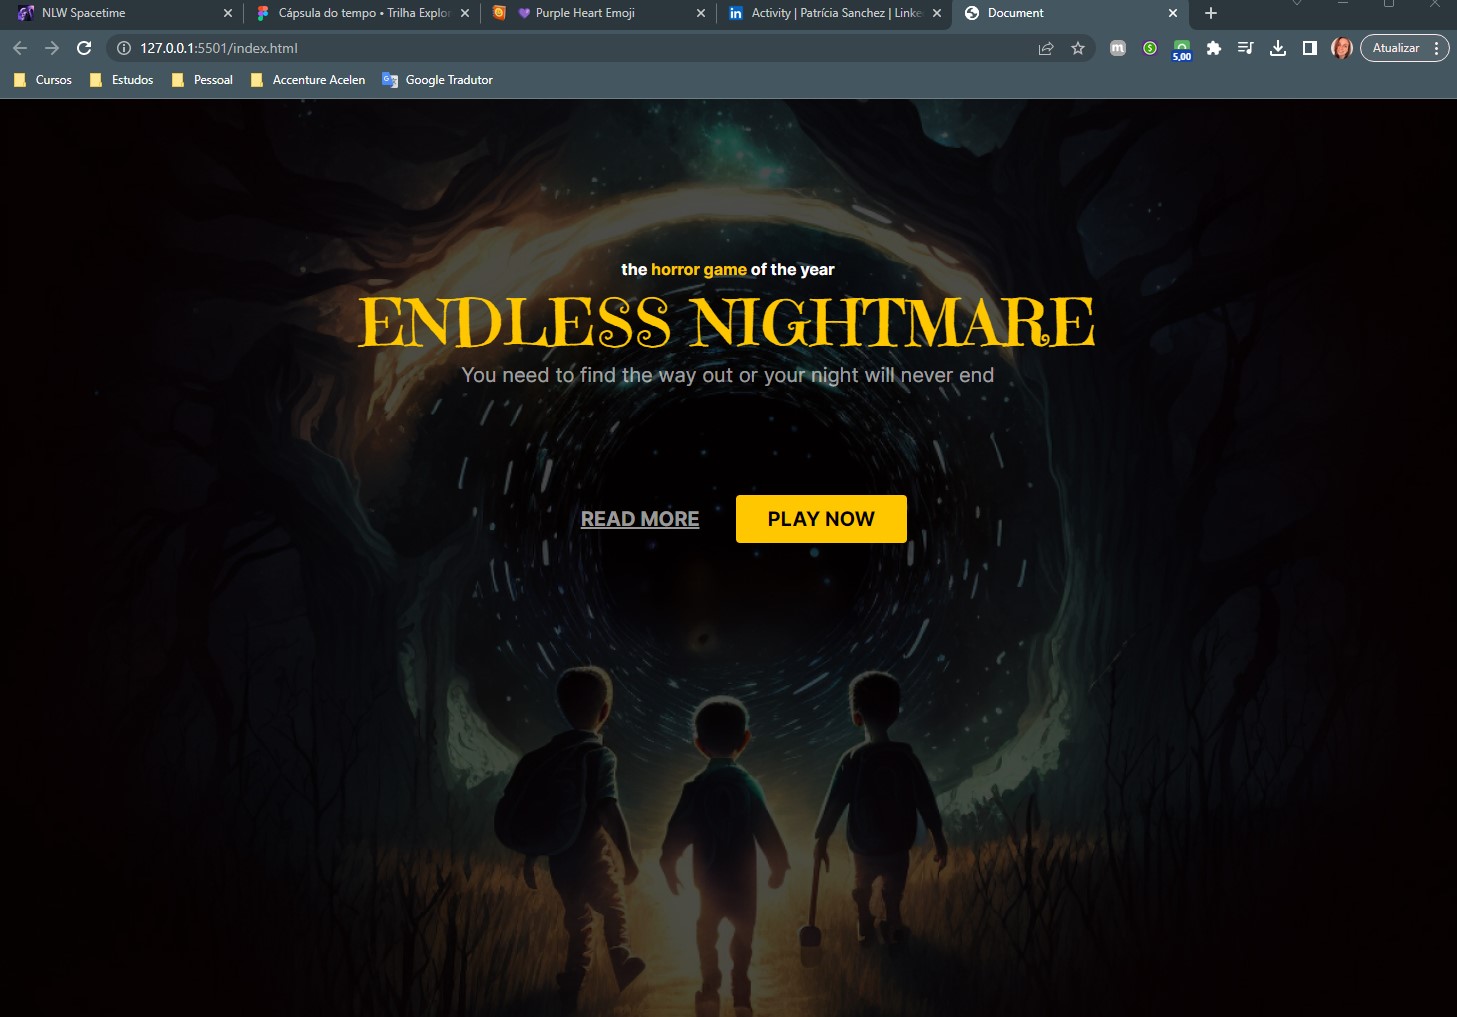 NLW Spacetime
Cápsula do tempo • Trilha Explor
💜 Purple Heart Emoji
in Activity | Patrícia Sanchez | Linke
Document
127.0.0.1:5501/index.html
m
$
5,00
Atualizar
Cursos
Estudos
Pessoal
Accenture Acelen
Google Tradutor
the horror game of the year
ENDLESS NIGHTMARE
You need to find the way out or your night will never end
READ MORE
PLAY NOW